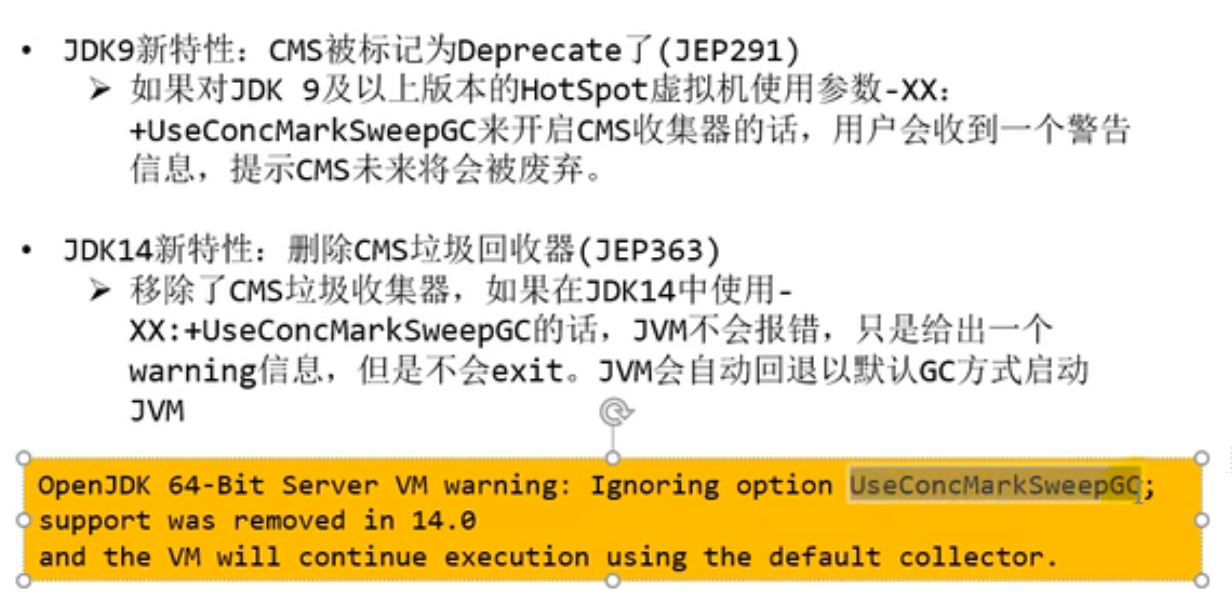 • JDK9新特性：CMS被标记为Deprecate了(JEP291)
➤ 如果对JDK 9及以上版本的HotSpot虚拟机使用参数-XX：
+UseConcMarkSweepGC来开启CMS收集器的话，用户会收到一个警告
信息，提示CMS未来将会被废弃。
• JDK14新特性：删除CMS垃圾回收器(JEP363)
➤ 移除了CMS垃圾收集器，如果在JDK14中使用-
XX:+UseConcMarkSweepGC的话，JVM不会报错，只是给出一个
warning信息，但是不会exit。JVM会自动回退以默认GC方式启动
JVM
OpenJDK 64-Bit Server VM warning: Ignoring option UseConcMarkSweepGC;
support was removed in 14.0
and the VM will continue execution using the default collector.